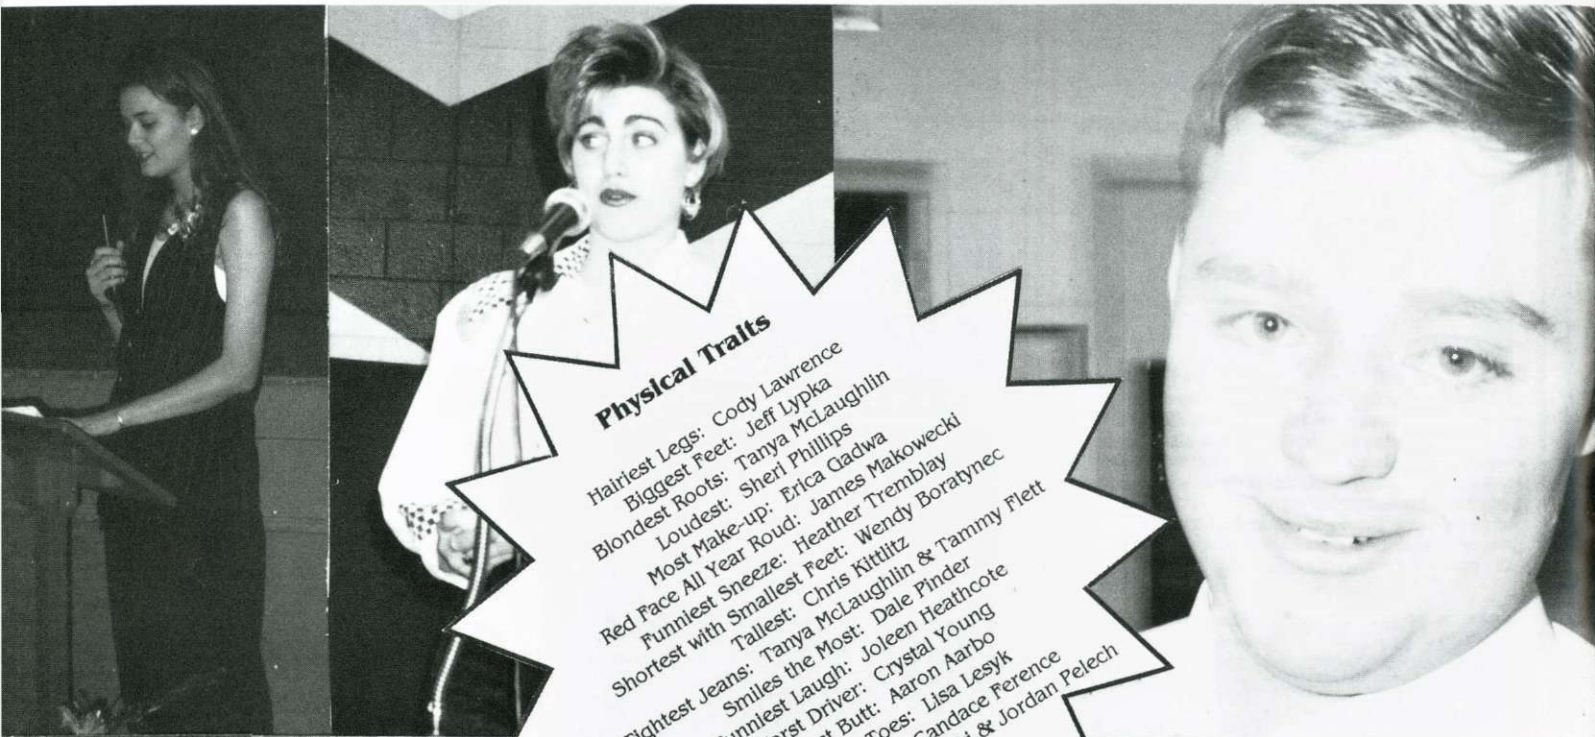 Physical Traits
Hairiest Legs: Cody Lawrence
Biggest Feet: Jeff Lypka
Blondest Roots: Tanya McLaughlin
Loudest: Sheri Phillips
Most Make-up: Erica Gadwa
Red Face All Year Roud: James Makowecki
Funniest Sneeze: Heather Tremblay
Shortest with Smallest Feet: Wendy Boratynec
Tallest: Chris Kittlitz
Tightest Jeans: Tanya McLaughlin & Tammy Flett
Smiles the Most: Dale Pinder
Funniest Laugh: Joleen Heathcote
Driver: Crystal Young
Butt: Aaron Aarbo
Toes: Lisa Lesyk
Candace Ference
& Jordan Pelech